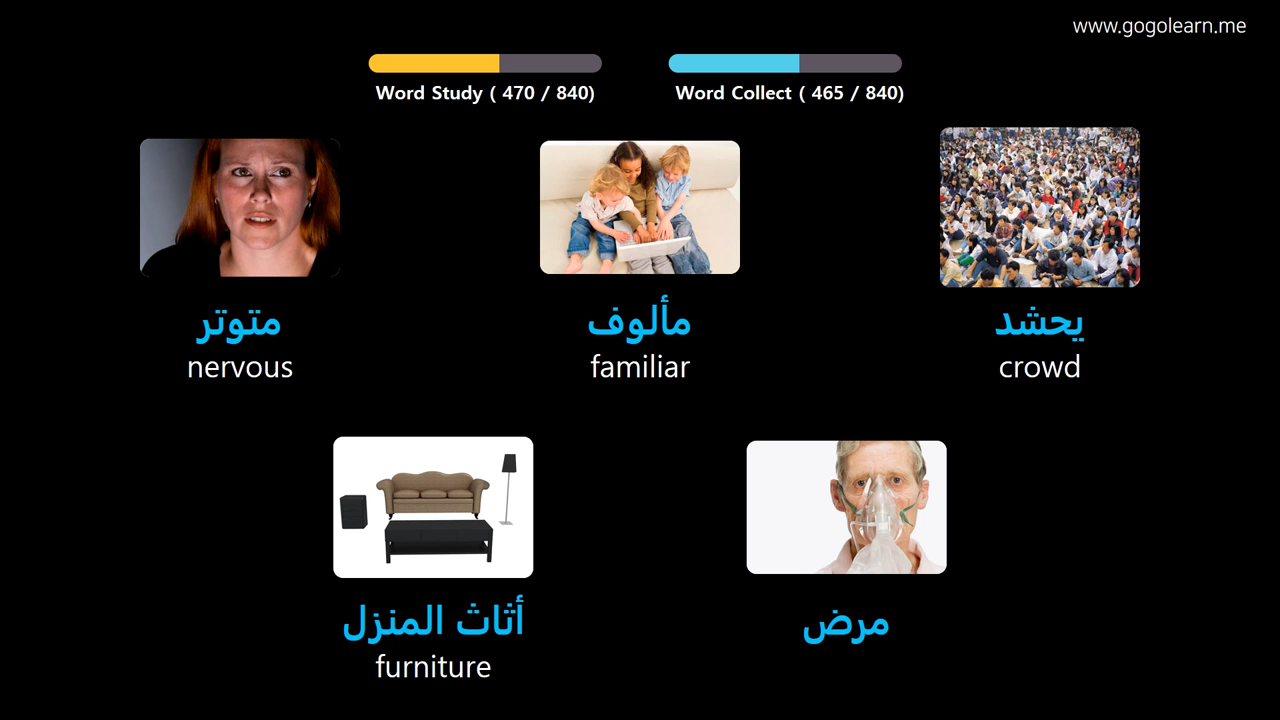 www.gogolearn.me
Word Study ( 470 / 840)
Word Collect ( 465 / 840)
متوتر
nervous
مألوف
familiar
يحشد
crowd
أثاث المنزل
furniture
مرض